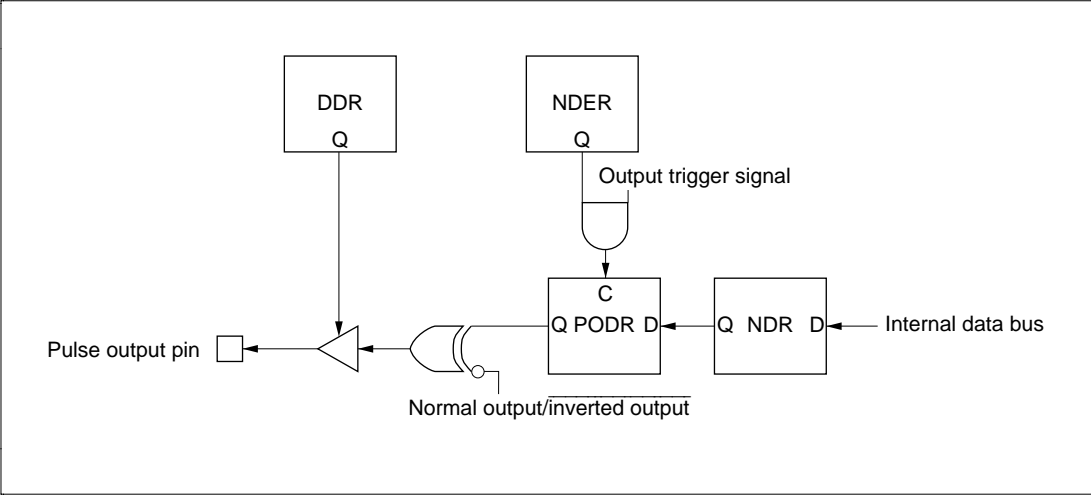 DDR
Q
NDER
Q
Output trigger signal
C
Q PODR D
Q NDR D
Internal data bus
Pulse output pin
Normal output/inverted output